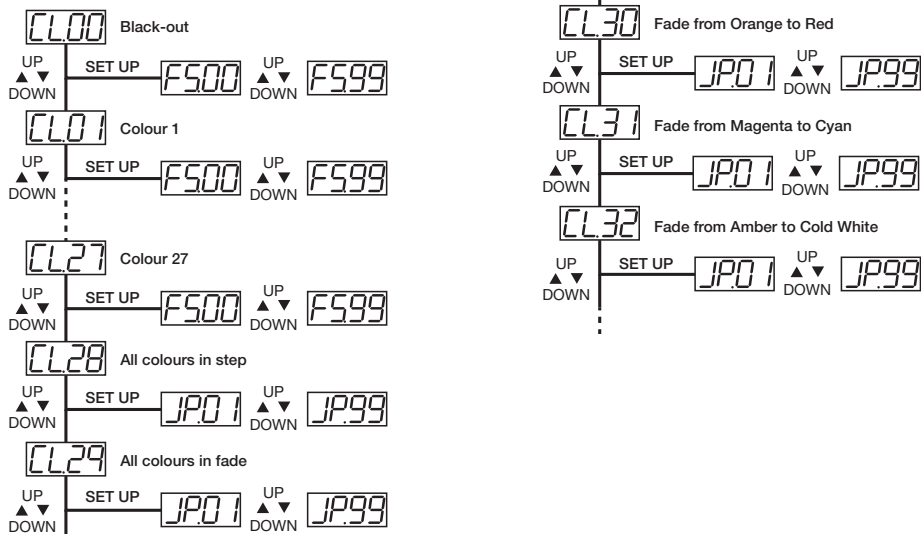 CL.00 Black-out
UP
DOWN
SET UP FS.00
UP
DOWN
FS.99
CL.01 Colour 1
UP
DOWN
SET UP FS.00
UP
DOWN
FS.99
CL.27 Colour 27
UP
DOWN
SET UP FS.00
UP
DOWN
FS.99
CL.28 All colours in step
UP
DOWN
SET UP JP.01
UP
DOWN
JP.99
CL.29 All colours in fade
UP
DOWN
SET UP JP.01
UP
DOWN
JP.99
CL.30 Fade from Orange to Red
UP
DOWN
SET UP JP.01
UP
DOWN
JP.99
CL.31 Fade from Magenta to Cyan
UP
DOWN
SET UP JP.01
UP
DOWN
JP.99
CL.32 Fade from Amber to Cold White
UP
DOWN
SET UP JP.01
UP
DOWN
JP.99